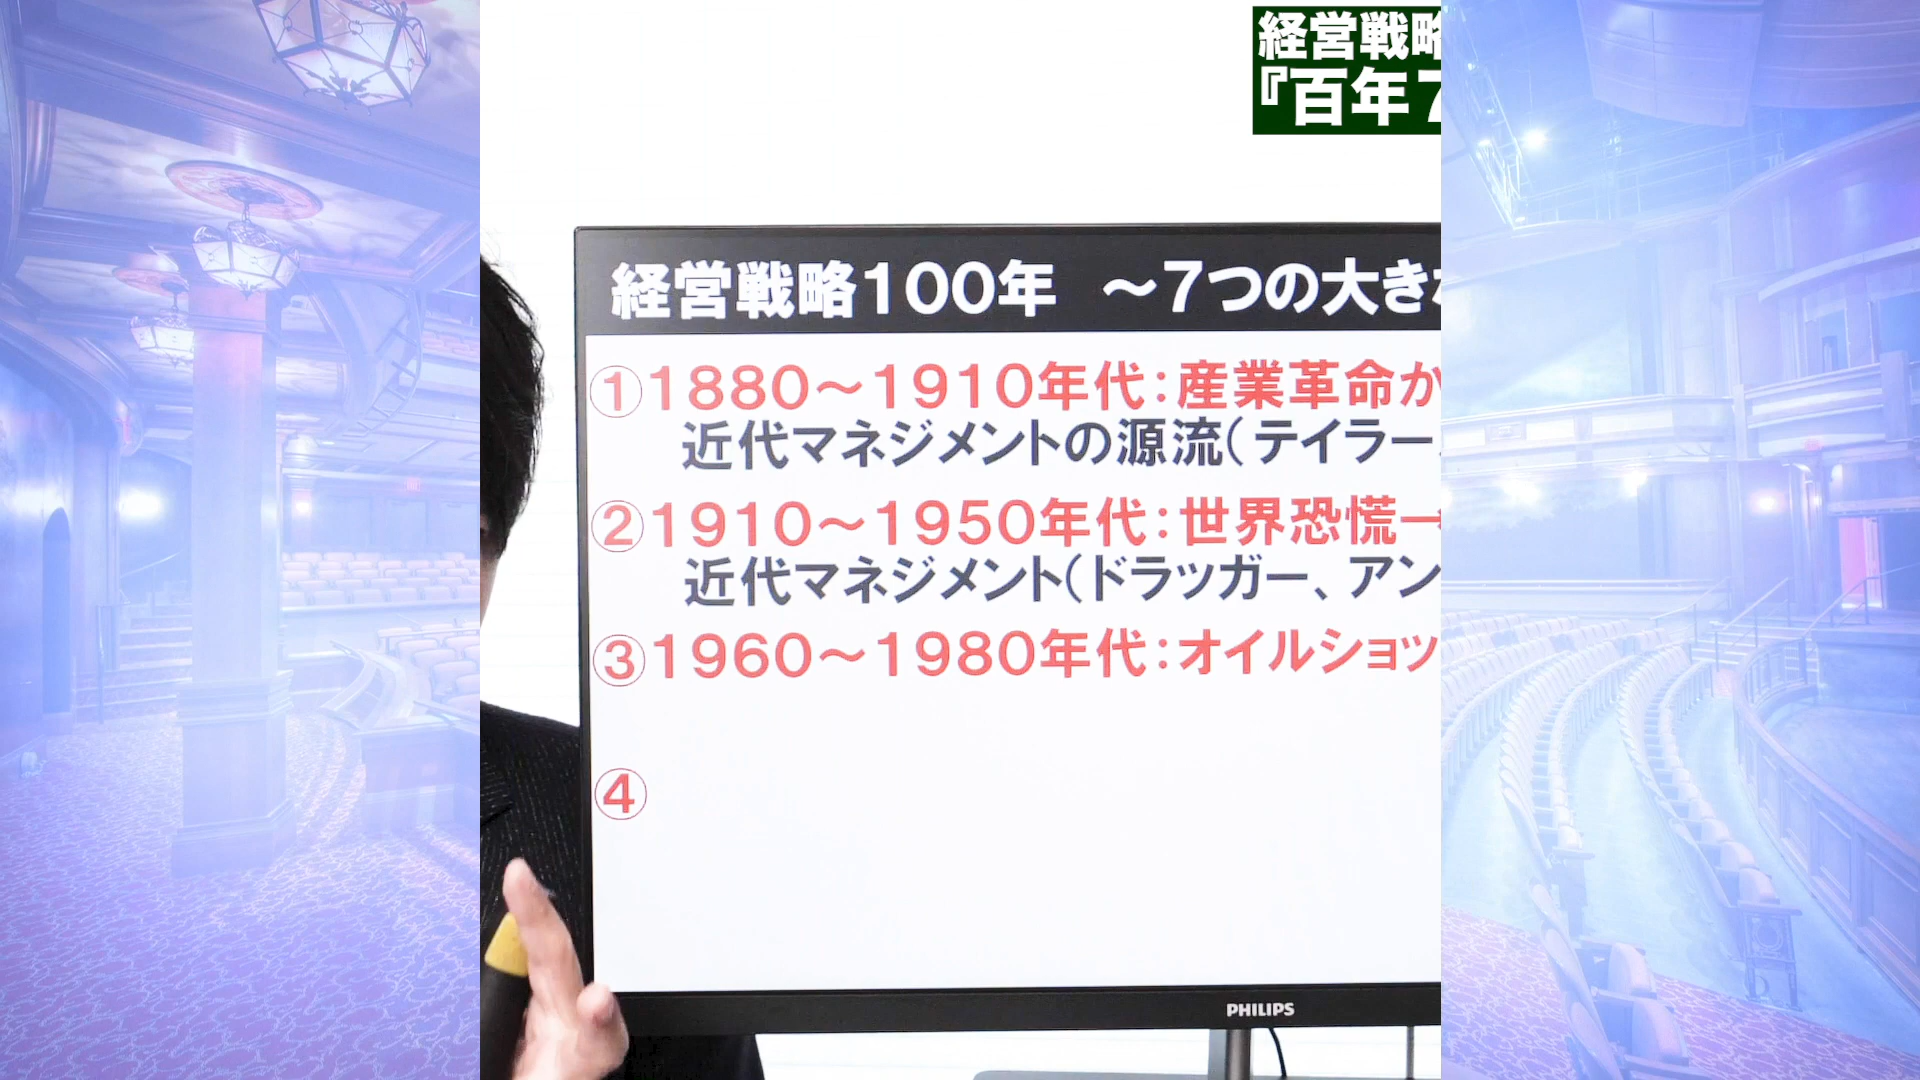 経営戦略
『百年7
経営戦略100年 ～7つの大き
①1880～1910年代：産業革命か
近代マネジメントの源流（テイラー
②1910～1950年代：世界恐慌
近代マネジメント（ドラッガー、アン
③1960～1980年代：オイルショッ
④
PHILIPS